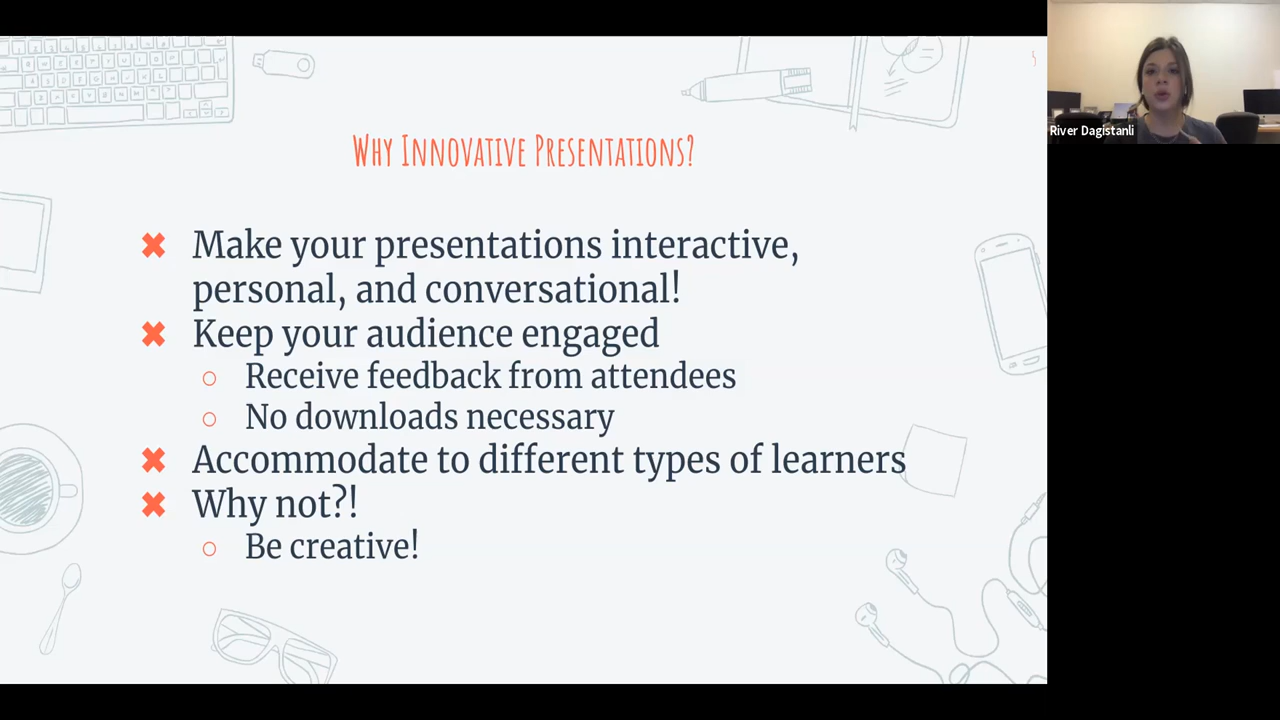 Why Innovative Presentations?
✖ Make your presentations interactive,
personal, and conversational!
✖ Keep your audience engaged
○ Receive feedback from attendees
○ No downloads necessary
✖ Accommodate to different types of learners
✖ Why not?!
○ Be creative!
5
River Dagistanli